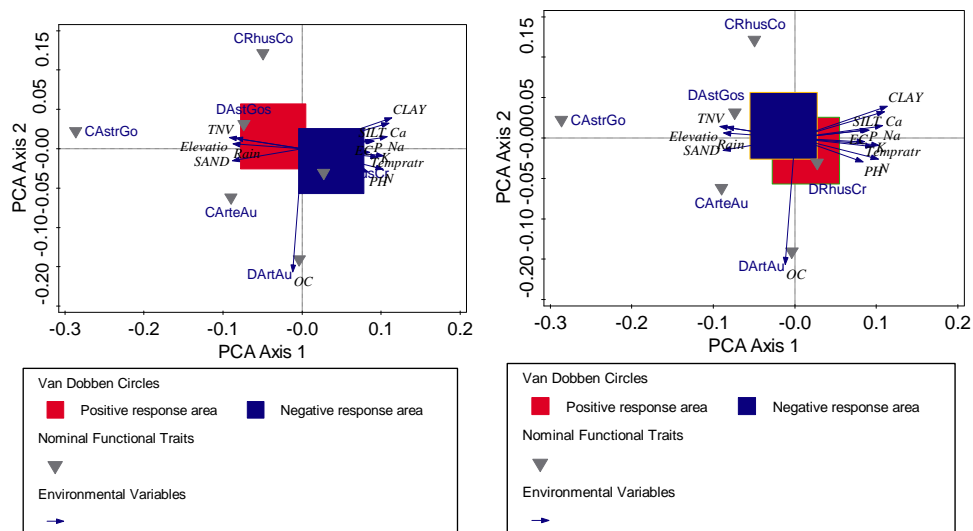 0.15
0.05
-0.00
-0.05
-0.10
-0.20
PCA Axis 2
CRhusCo
DAstGos
CAstrGo
CArteAu
DArtAu
TNV
Elevatio
Rain
SAND
CLAY
SILT Ca
ECP Na
K
Tempratr
PH N
OC
-0.3 -0.2 -0.1 -0.0 0.1 0.2
PCA Axis 1
Van Dobben Circles
Positive response area Negative response area
Nominal Functional Traits
Environmental Variables
0.15
0.05
-0.00
-0.05
-0.10
-0.20
PCA Axis 2
CRhusCo
DAstGos
CAstrGo
CArteAu
DRhusCr
DArtAu
TNV
Elevatio
Rain
SAND
CLAY
SILT Ca
ECP Na
K
Tempratr
PH N
OC
-0.3 -0.2 -0.1 -0.0 0.1 0.2
PCA Axis 1
Van Dobben Circles
Positive response area Negative response area
Nominal Functional Traits
Environmental Variables